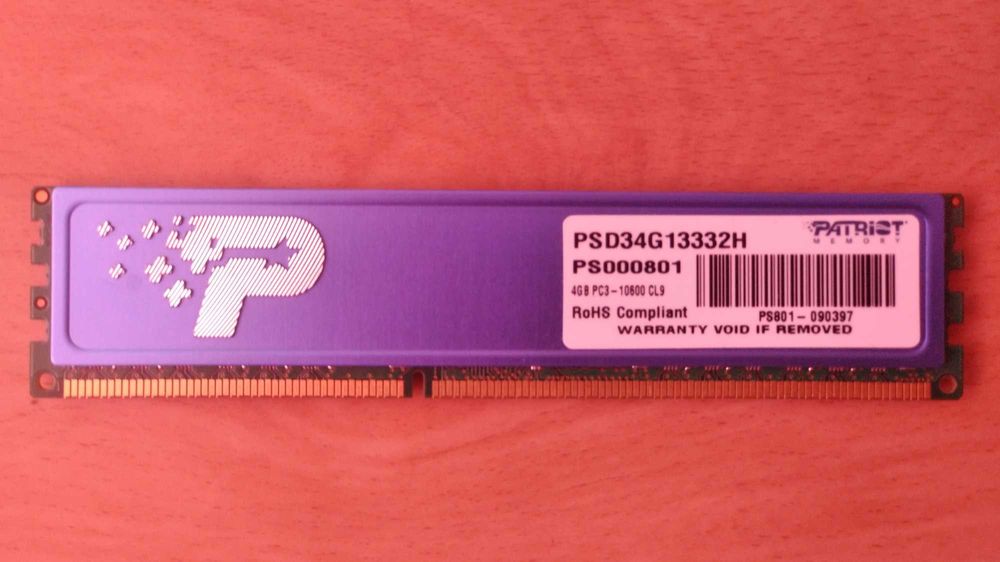 PATRIOT
MEMORY
PSD34G13332H
PS000801
4GB PC3-10600 CL9
RoHS Compliant
PS801-090397
WARRANTY VOID IF REMOVED